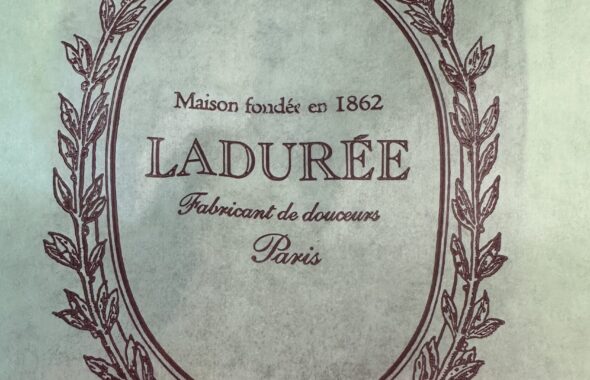 Maison fondée en 1862
LADURÉE
Fabricant de douceurs
Paris